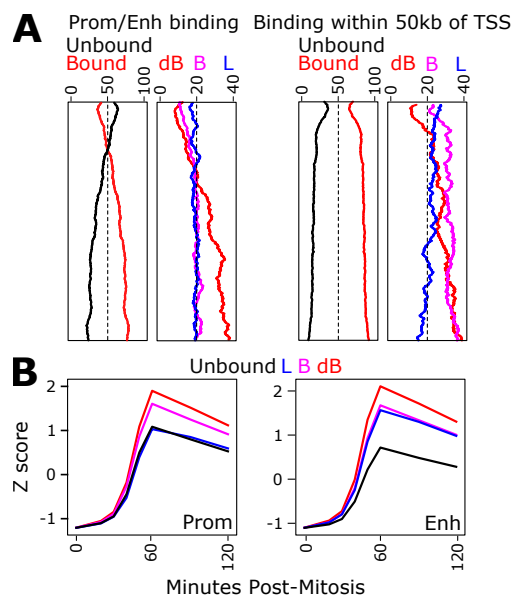 A
Prom/Enh binding
Binding within 50kb of TSS
Unbound
Unbound
Bound dB B L
Bound dB B L
0 50 100 0 20 40
0 50 100 0 20 40
B
Unbound L B dB
2
1
0
-1
Z score
Prom
0 60 120
2
1
0
-1
Enh
0 60 120
Minutes Post-Mitosis